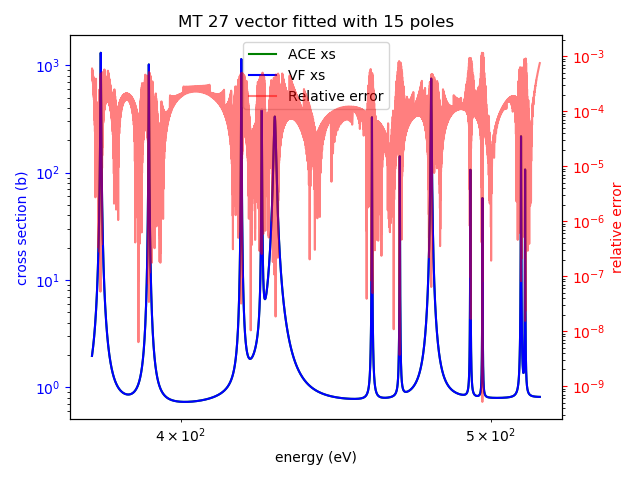 MT 27 vector fitted with 15 poles
ACE xs
VF xs
Relative error
cross section (b)
10³
10²
10¹
10⁰
10⁻³
10⁻⁴
10⁻⁵
10⁻⁶
10⁻⁷
10⁻⁸
10⁻⁹
relative error
4 × 10² 5 × 10²
energy (eV)